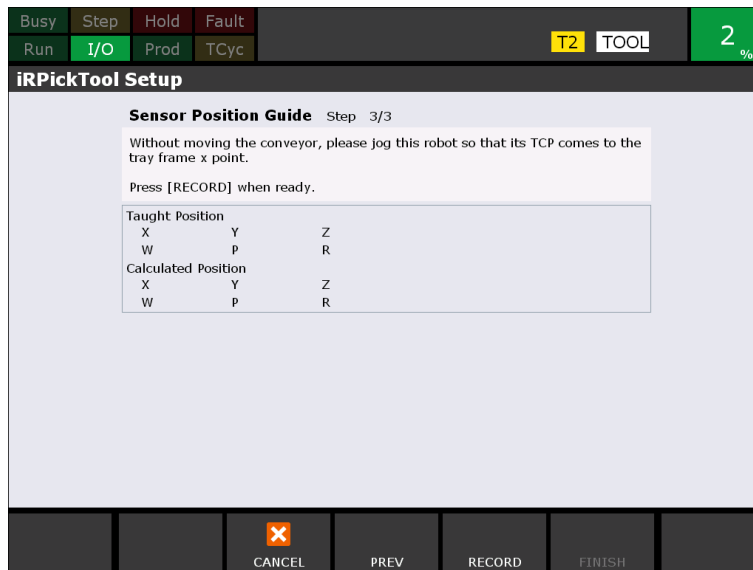 Busy Step Hold Fault
Run I/O Prod TCyc
T2 TOOL
2 %
iRPickTool Setup
Sensor Position Guide Step 3/3
Without moving the conveyor, please jog this robot so that its TCP comes to the
tray frame x point.
Press [RECORD] when ready.
Taught Position
X Y Z
W P R
Calculated Position
X Y Z
W P R
CANCEL PREV RECORD FINISH